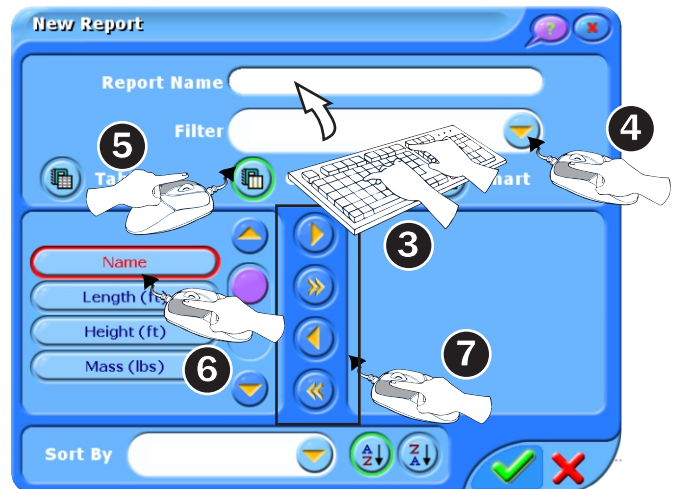 New Report
?
x
Report Name
Filter
4
5
3
Name
Length (ft)
Height (ft)
Mass (lbs)
6
7
Sort By
A Z
Z A